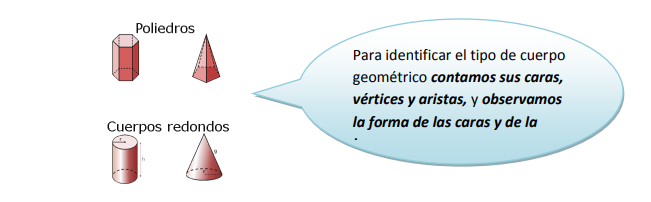 Poliedros
Cuerpos redondos
Para identificar el tipo de cuerpo
geométrico contamos sus caras,
vértices y aristas, y observamos
la forma de las caras y de la